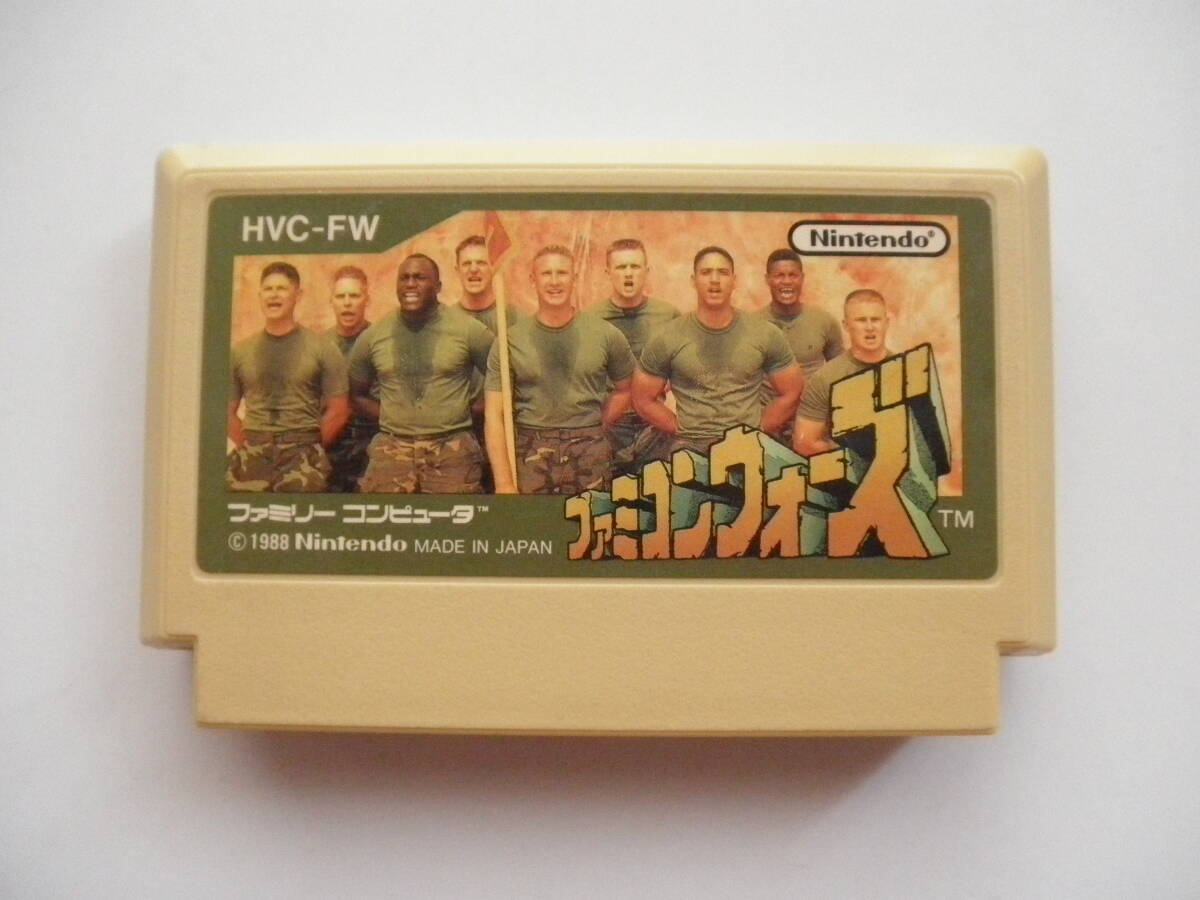 HVC-FW
Nintendo®
ファミコンウォーズ TM
ファミリー コンピュータ™
© 1988 Nintendo MADE IN JAPAN